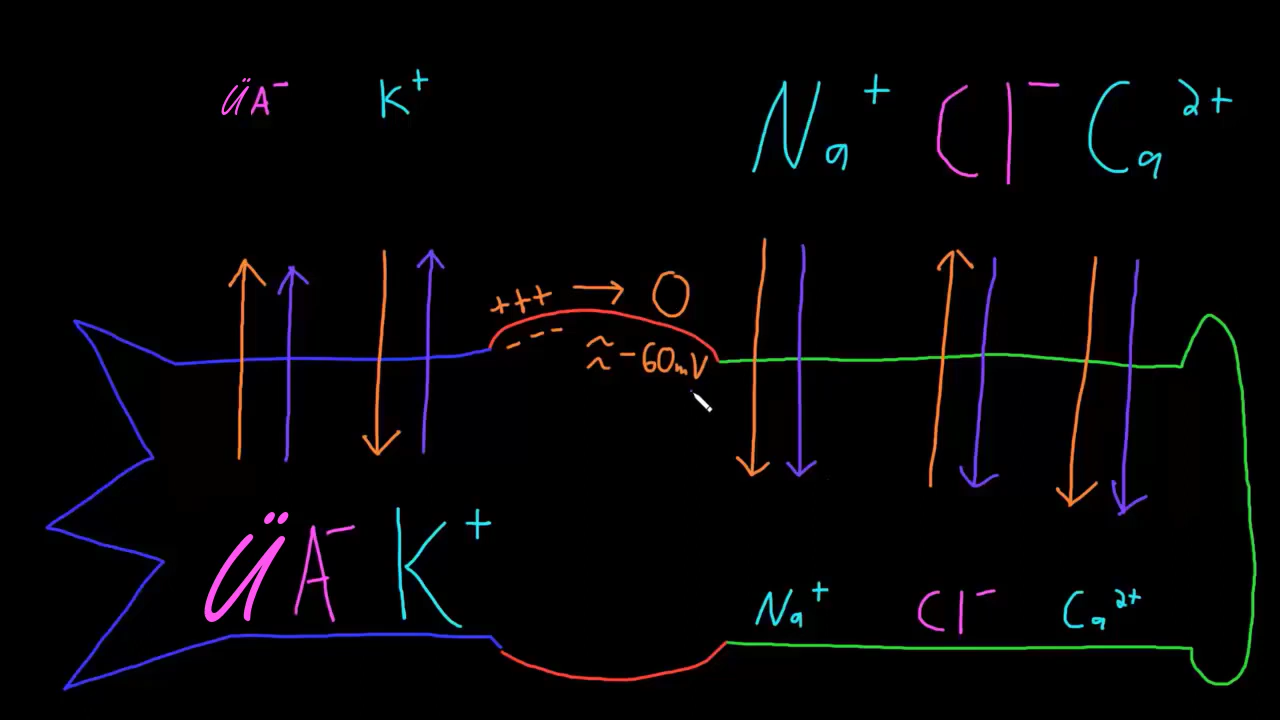 ÜA⁻ K⁺ Na⁺ Cl⁻ Ca²⁺
+++ → 0
--- ≈ -60mV
ÜA⁻ K⁺ Na⁺ Cl⁻ Ca²⁺